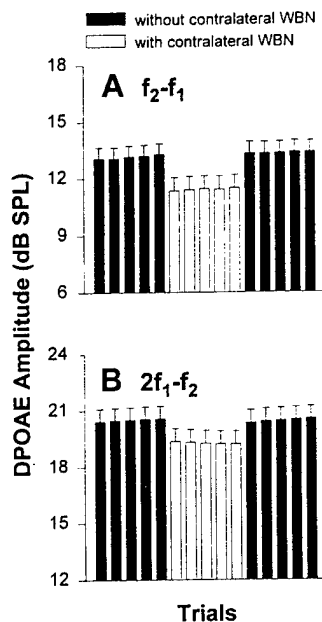 without contralateral WBN
with contralateral WBN
A f₂-f₁
18
15
12
9
6
DPOAE Amplitude (dB SPL)
B 2f₁-f₂
24
21
18
15
12
Trials